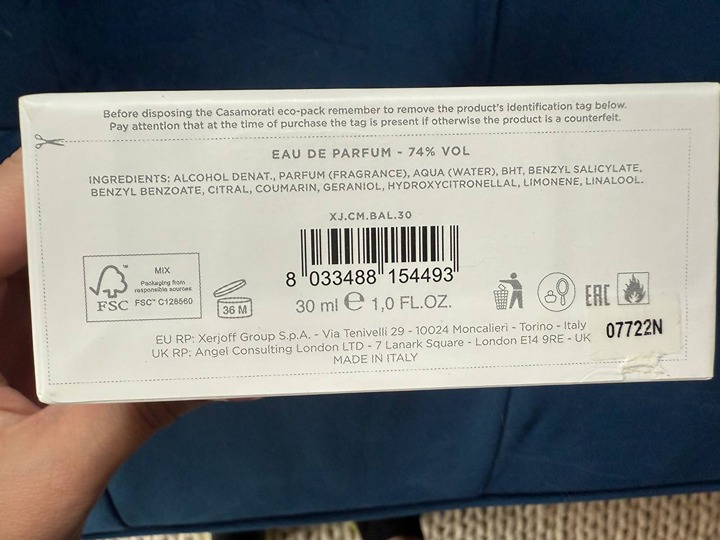 Before disposing the Casamorati eco-pack remember to remove the product's identification tag below.
Pay attention that at the time of purchase the tag is present if otherwise the product is a counterfeit.
EAU DE PARFUM - 74% VOL
INGREDIENTS: ALCOHOL DENAT., PARFUM (FRAGRANCE), AQUA (WATER), BHT, BENZYL SALICYLATE,
BENZYL BENZOATE, CITRAL, COUMARIN, GERANIOL, HYDROXYCITRONELLAL, LIMONENE, LINALOOL.
XJ.CM.BAL.30
8 033488 154493
FSC
MIX
Packaging from
responsible sources
FSC™ C128560
36 M
30 ml ℮ 1,0 FL.OZ.
EAC
EU RP: Xerjoff Group S.p.A. - Via Tenivelli 29 - 10024 Moncalieri - Torino - Italy
UK RP: Angel Consulting London LTD - 7 Lanark Square - London E14 9RE - UK
MADE IN ITALY
07722N